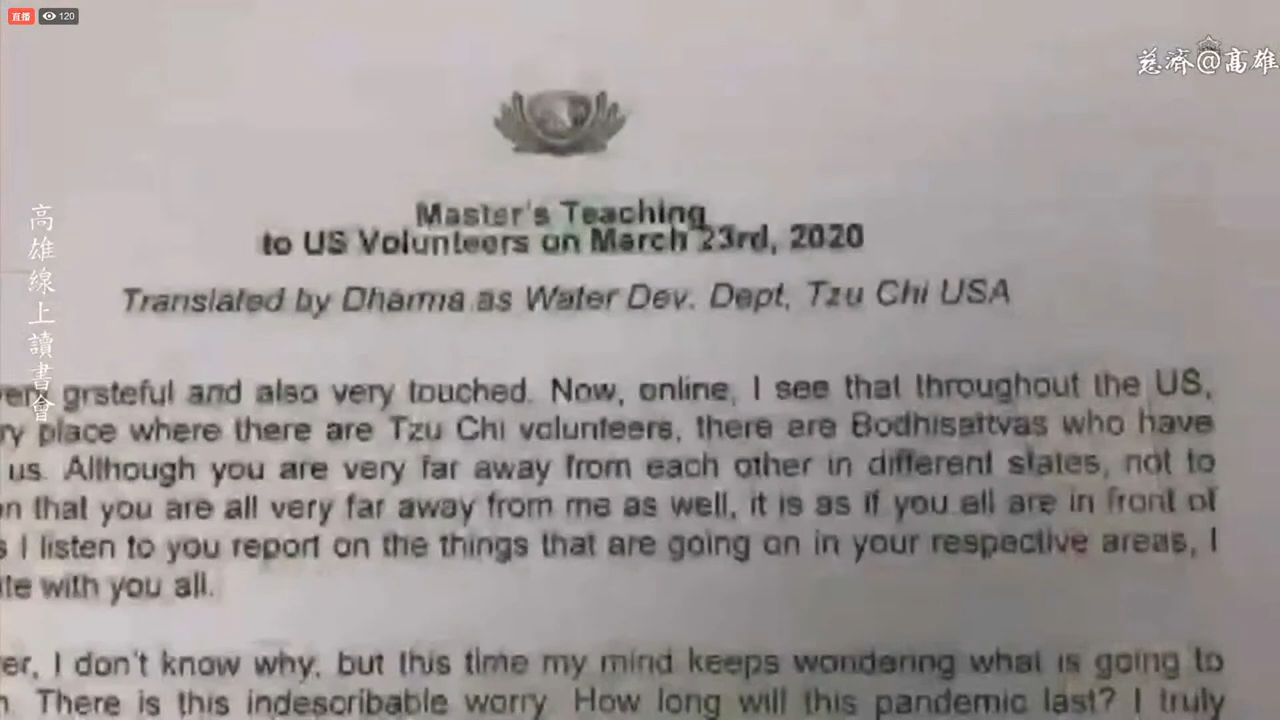 直播 120
慈濟@高雄
高雄線上讀書會
Master's Teaching
to US Volunteers on March 23rd, 2020
Translated by Dharma as Water Dev. Dept, Tzu Chi USA
grsteful and also very touched. Now, online, I see that throughout the US,
place where there are Tzu Chi volunteers, there are Bodhisattvas who have
us. Although you are very far away from each other in different states, not to
that you are all very far away from me as well, it is as if you all are in front of
I listen to you report on the things that are going on in your respective areas, I
with you all.
I don't know why, but this time my mind keeps wondering what is going to
There is this indescribable worry. How long will this pandemic last? I truly